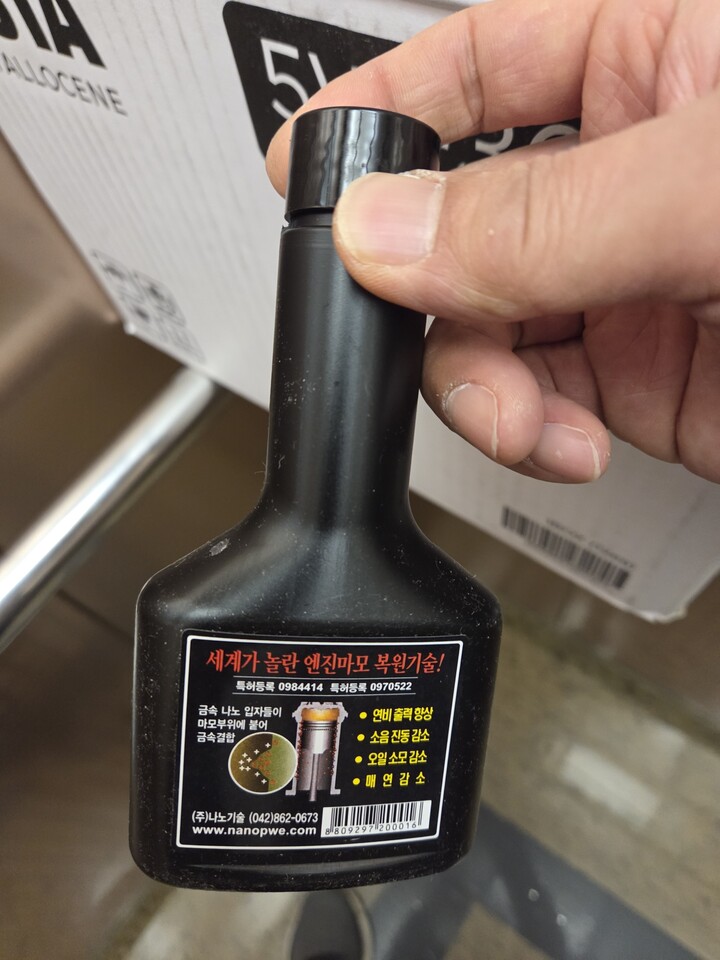 ALLOCENE
세계가 놀란 엔진마모 복원기술!
특허등록 0984414 특허등록 0970522
금속 나노 입자들이
마모부위에 붙어
금속결합
• 연비 출력 향상
• 소음 진동 감소
• 오일 소모 감소
• 매 연 감 소
(주)나노기술 (042)862-0673
www.nanopwe.com
8809297200016